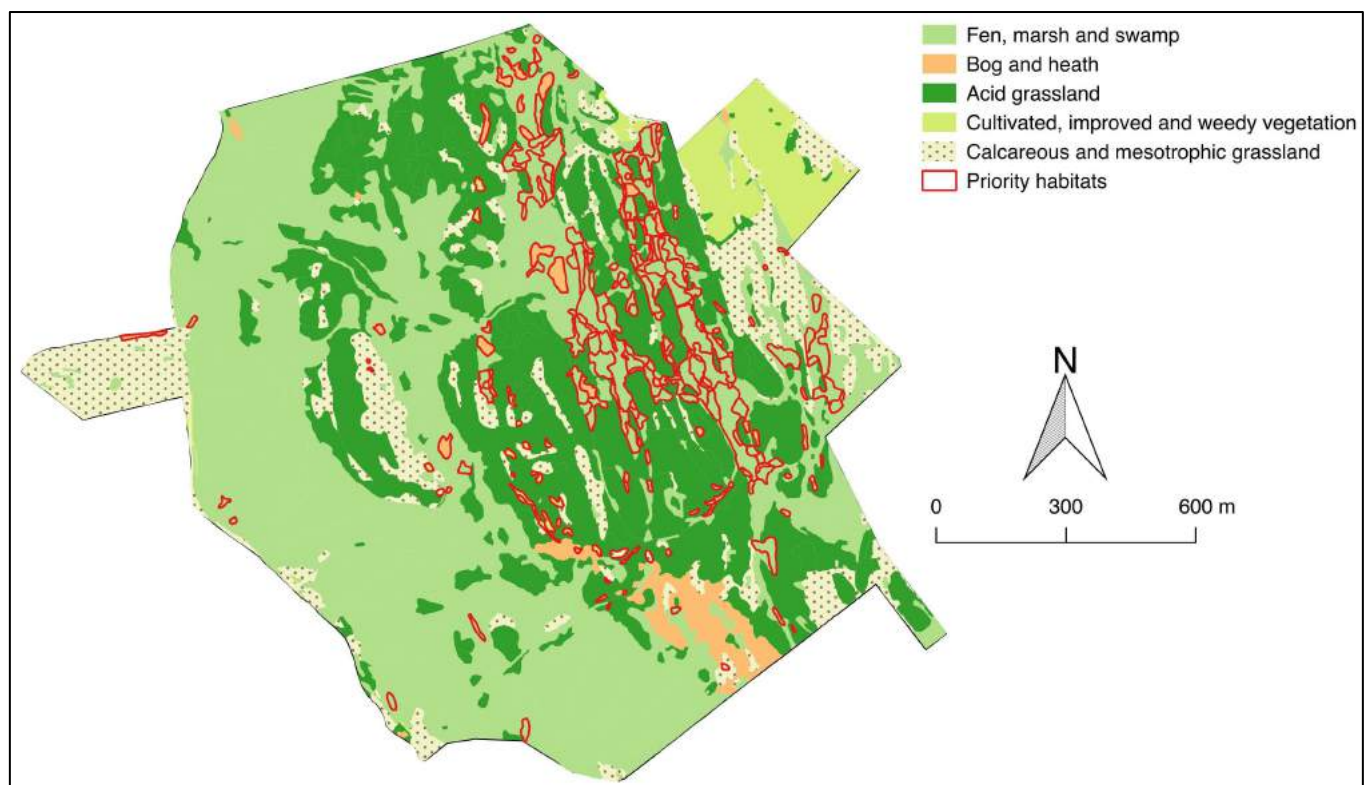 Fen, marsh and swamp
Bog and heath
Acid grassland
Cultivated, improved and weedy vegetation
Calcareous and mesotrophic grassland
Priority habitats
N
0 300 600 m